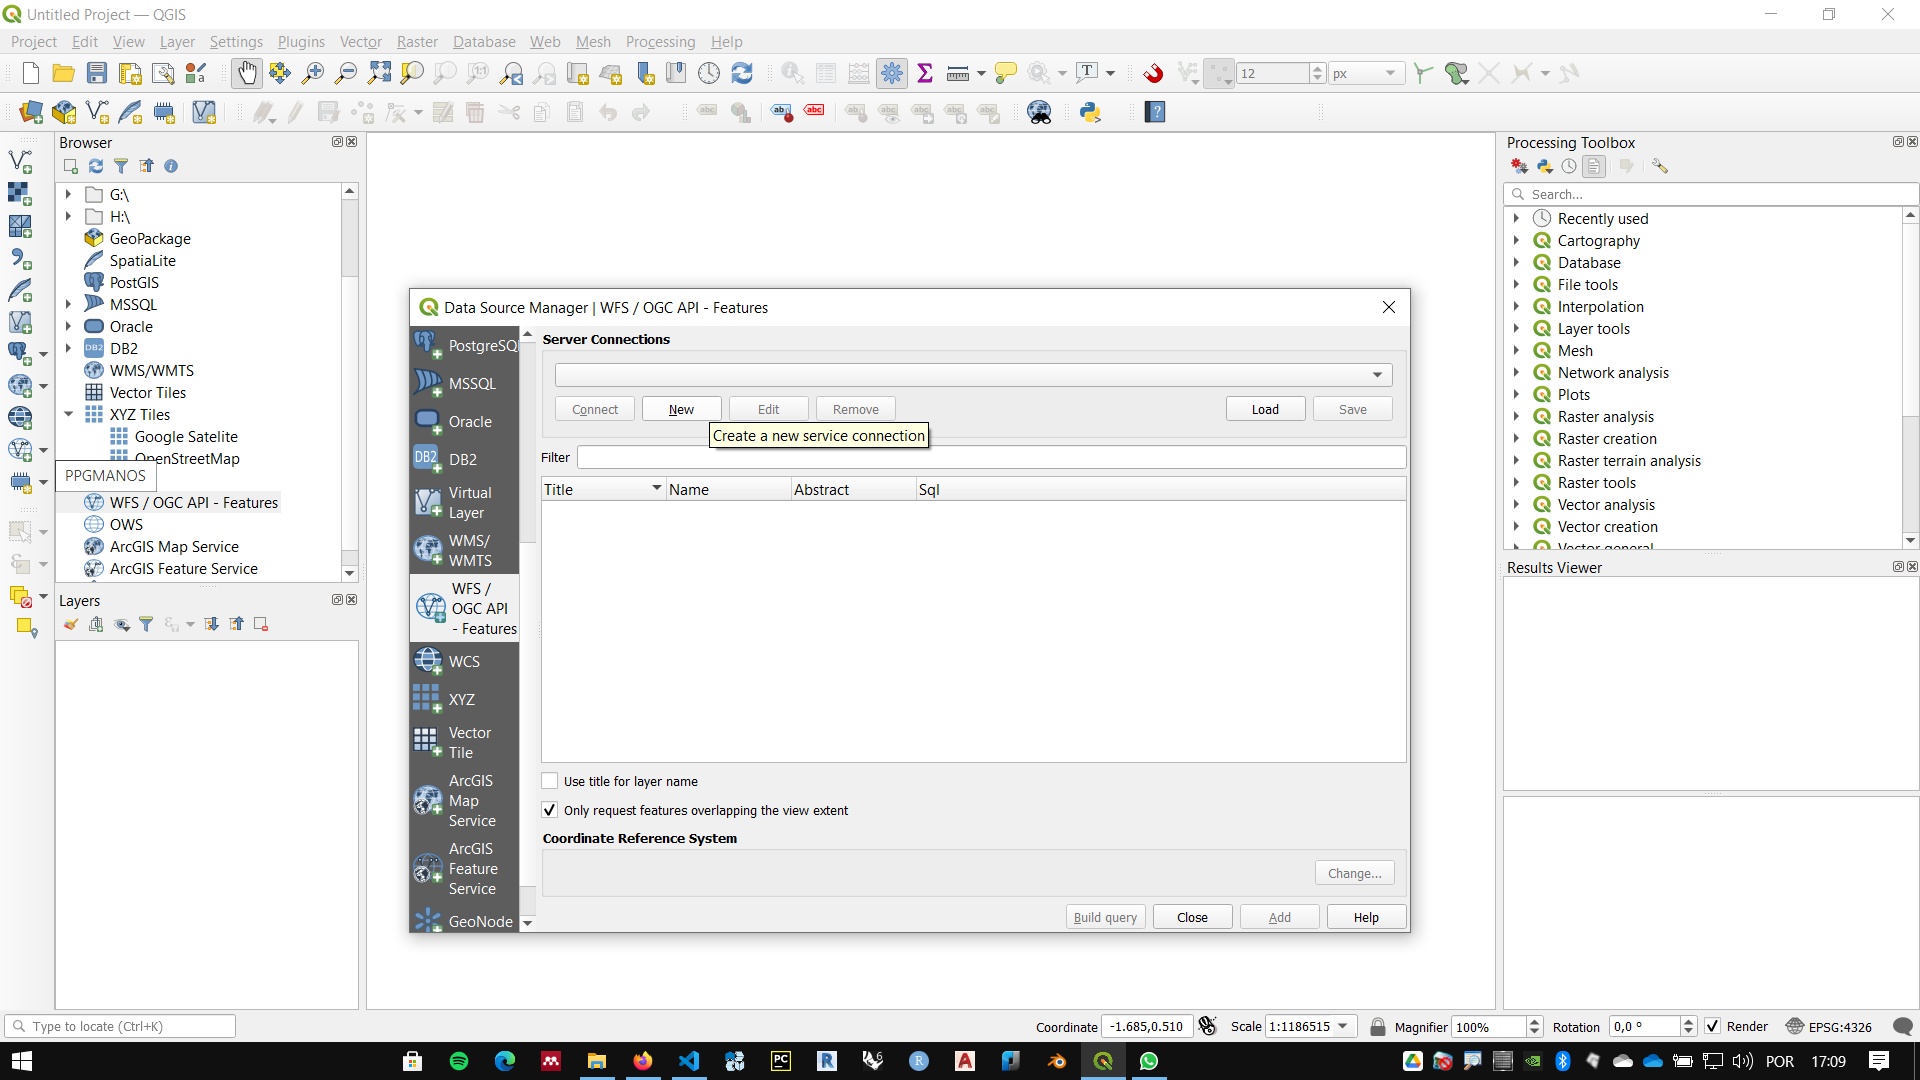 Untitled Project — QGIS
Project Edit View Layer Settings Plugins Vector Raster Database Web Mesh Processing Help
12 px
Browser
G:\
H:\
GeoPackage
SpatiaLite
PostGIS
MSSQL
Oracle
DB2
WMS/WMTS
Vector Tiles
XYZ Tiles
Google Satelite
OpenStreetMap
PPGMANOS
WFS / OGC API - Features
OWS
ArcGIS Map Service
ArcGIS Feature Service
Layers
Data Source Manager | WFS / OGC API - Features
PostgreSQ
MSSQL
Oracle
DB2
Virtual
Layer
WMS/
WMTS
WFS /
OGC API
- Features
WCS
XYZ
Vector
Tile
ArcGIS
Map
Service
ArcGIS
Feature
Service
GeoNode
Server Connections
Connect New Edit Remove Load Save
Create a new service connection
Filter
Title Name Abstract Sql
Use title for layer name
Only request features overlapping the view extent
Coordinate Reference System
Change...
Build query Close Add Help
Processing Toolbox
Search...
Recently used
Cartography
Database
File tools
Interpolation
Layer tools
Mesh
Network analysis
Plots
Raster analysis
Raster creation
Raster terrain analysis
Raster tools
Vector analysis
Vector creation
Vector general
Results Viewer
Type to locate (Ctrl+K)
Coordinate -1.685,0.510 Scale 1:1186515 Magnifier 100% Rotation 0,0 ° Render EPSG:4326
POR 17:09